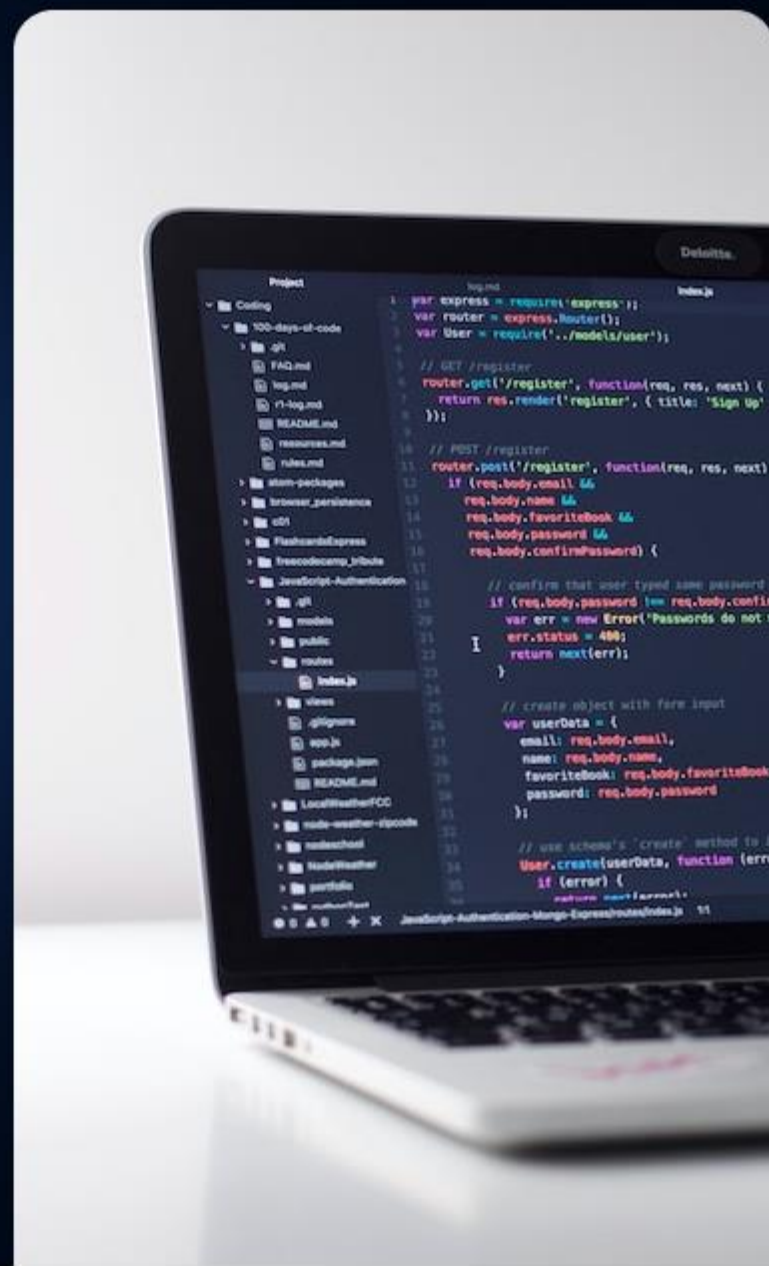 Deloitte.
Project
log.md
index.js
Coding
100-days-of-code
.git
FAQ.md
log.md
r1-log.md
README.md
resources.md
rules.md
atom-packages
browser_persistence
c01
FlashcardsExpress
freecodecamp_tribute
JavaScript-Authentication
.git
models
public
routes
index.js
views
.gitignore
app.js
package.json
README.md
LocalWeatherFCC
node-weather-zipcode
nodeschool
NodeWeather
portfolio
1 var express = require('express');
2 var router = express.Router();
3 var User = require('../models/user');
4
5 // GET /register
6 router.get('/register', function(req, res, next) {
7 return res.render('register', { title: 'Sign Up'
8 });
9
10 // POST /register
11 router.post('/register', function(req, res, next)
12 if (req.body.email &&
13 req.body.name &&
14 req.body.favoriteBook &&
15 req.body.password &&
16 req.body.confirmPassword) {
17
18 // confirm that user typed same password
19 if (req.body.password !== req.body.confir
20 var err = new Error('Passwords do not
21 err.status = 400;
22 return next(err);
23 }
24
25 // create object with form input
26 var userData = {
27 email: req.body.email,
28 name: req.body.name,
29 favoriteBook: req.body.favoriteBook
30 password: req.body.password
31 };
32
33 // use schema's 'create' method to
34 User.create(userData, function (err
35 if (error) {
return next(error);
0 0 + × JavaScript-Authentication-Mongo-Express/routes/index.js 1:1